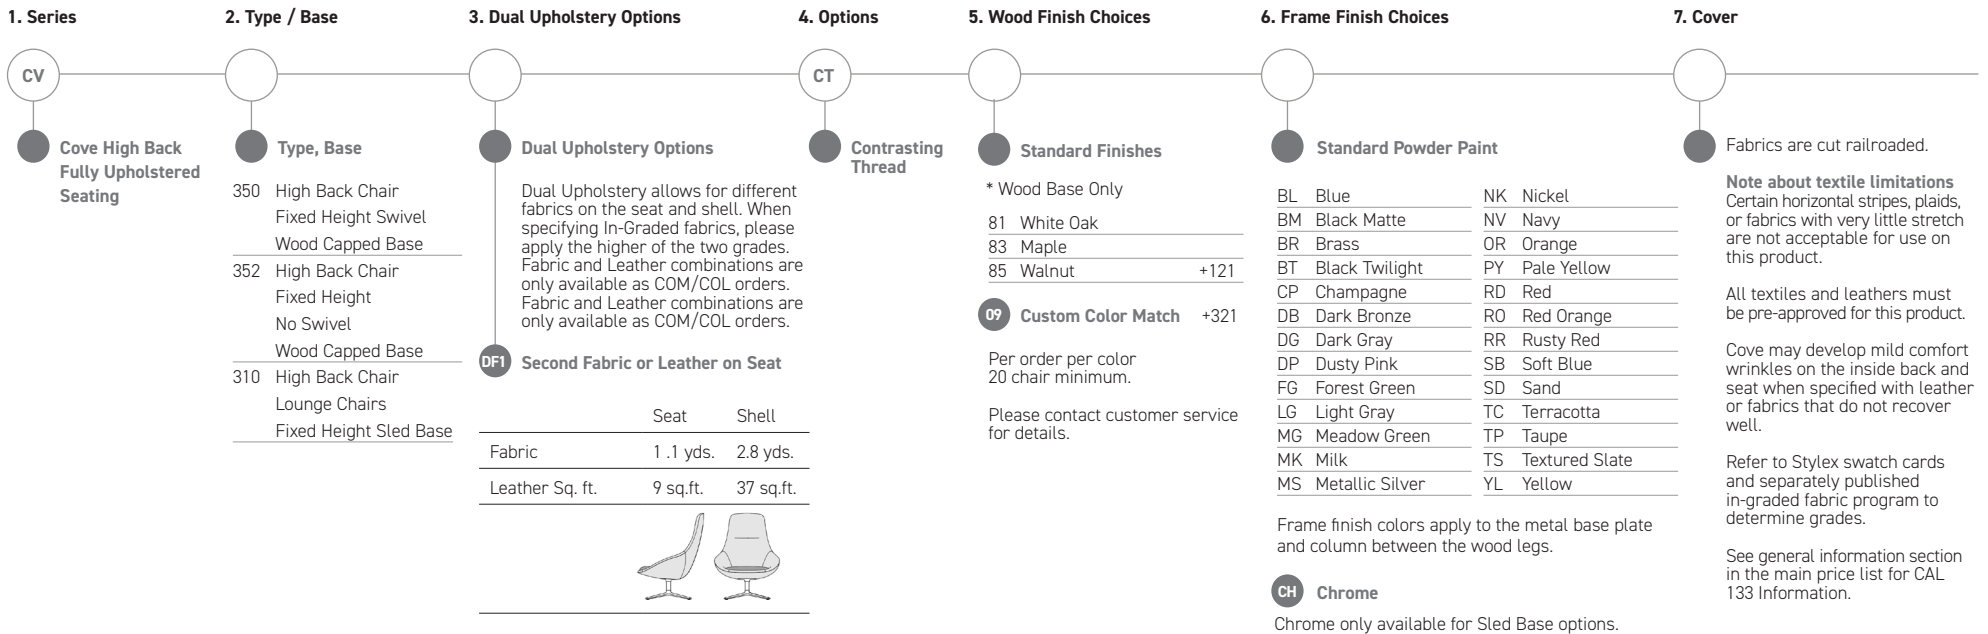 1. Series
CV
Cove High Back
Fully Upholstered
Seating
2. Type / Base
Type, Base
350 High Back Chair
Fixed Height Swivel
Wood Capped Base
352 High Back Chair
Fixed Height
No Swivel
Wood Capped Base
310 High Back Chair
Lounge Chairs
Fixed Height Sled Base
3. Dual Upholstery Options
Dual Upholstery Options
Dual Upholstery allows for different
fabrics on the seat and shell. When
specifying In-Graded fabrics, please
apply the higher of the two grades.
Fabric and Leather combinations are
only available as COM/COL orders.
Fabric and Leather combinations are
only available as COM/COL orders.
DF1 Second Fabric or Leather on Seat
Seat Shell
Fabric 1 .1 yds. 2.8 yds.
Leather Sq. ft. 9 sq.ft. 37 sq.ft.
4. Options
CT
Contrasting
Thread
5. Wood Finish Choices
Standard Finishes
* Wood Base Only
81 White Oak
83 Maple
85 Walnut +121
09 Custom Color Match +321
Per order per color
20 chair minimum.
Please contact customer service
for details.
6. Frame Finish Choices
Standard Powder Paint
BL Blue
BM Black Matte
BR Brass
BT Black Twilight
CP Champagne
DB Dark Bronze
DG Dark Gray
DP Dusty Pink
FG Forest Green
LG Light Gray
MG Meadow Green
MK Milk
MS Metallic Silver
NK Nickel
NV Navy
OR Orange
PY Pale Yellow
RD Red
RO Red Orange
RR Rusty Red
SB Soft Blue
SD Sand
TC Terracotta
TP Taupe
TS Textured Slate
YL Yellow
Frame finish colors apply to the metal base plate
and column between the wood legs.
CH Chrome
Chrome only available for Sled Base options.
7. Cover
Fabrics are cut railroaded.
Note about textile limitations
Certain horizontal stripes, plaids,
or fabrics with very little stretch
are not acceptable for use on
this product.
All textiles and leathers must
be pre-approved for this product.
Cove may develop mild comfort
wrinkles on the inside back and
seat when specified with leather
or fabrics that do not recover
well.
Refer to Stylex swatch cards
and separately published
in-graded fabric program to
determine grades.
See general information section
in the main price list for CAL
133 Information.